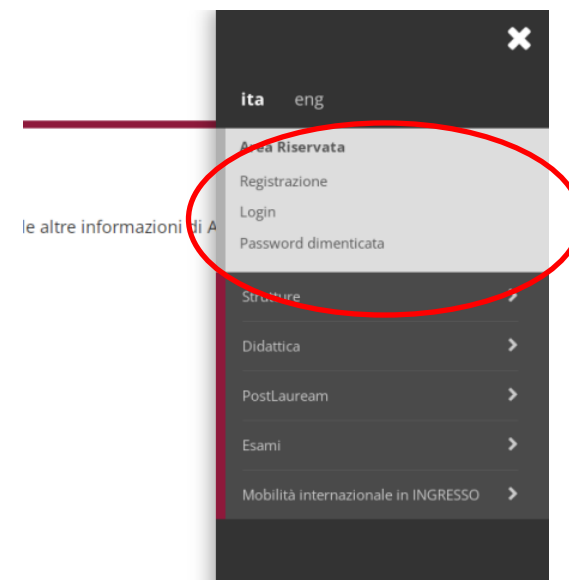 ita eng
Area Riservata
Registrazione
Login
Password dimenticata
le altre informazioni di A
Strutture
Didattica
PostLauream
Esami
Mobilità internazionale in INGRESSO